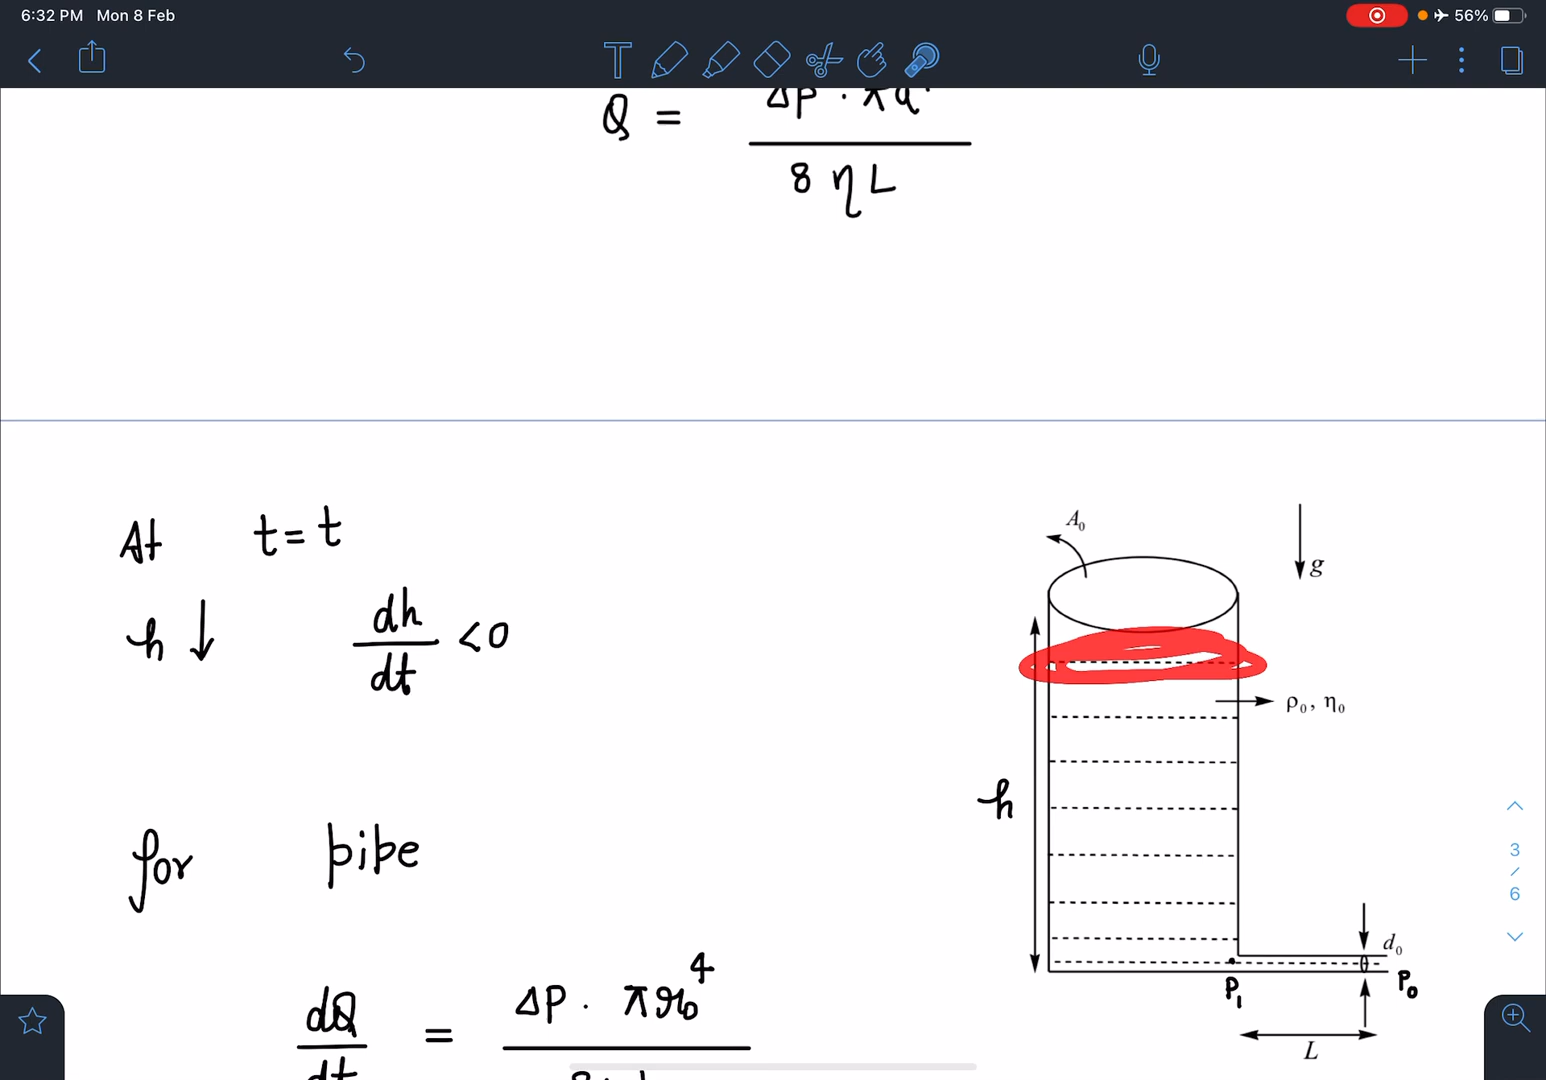 6:32 PM Mon 8 Feb
56%
Q = ΔP · πa
8 η L
At t = t
h ↓ dh/dt < 0
for pipe
dQ/dt = ΔP · πr₀⁴
A₀
g
ρ₀, η₀
h
d₀
P₁
P₀
L
3
/
6